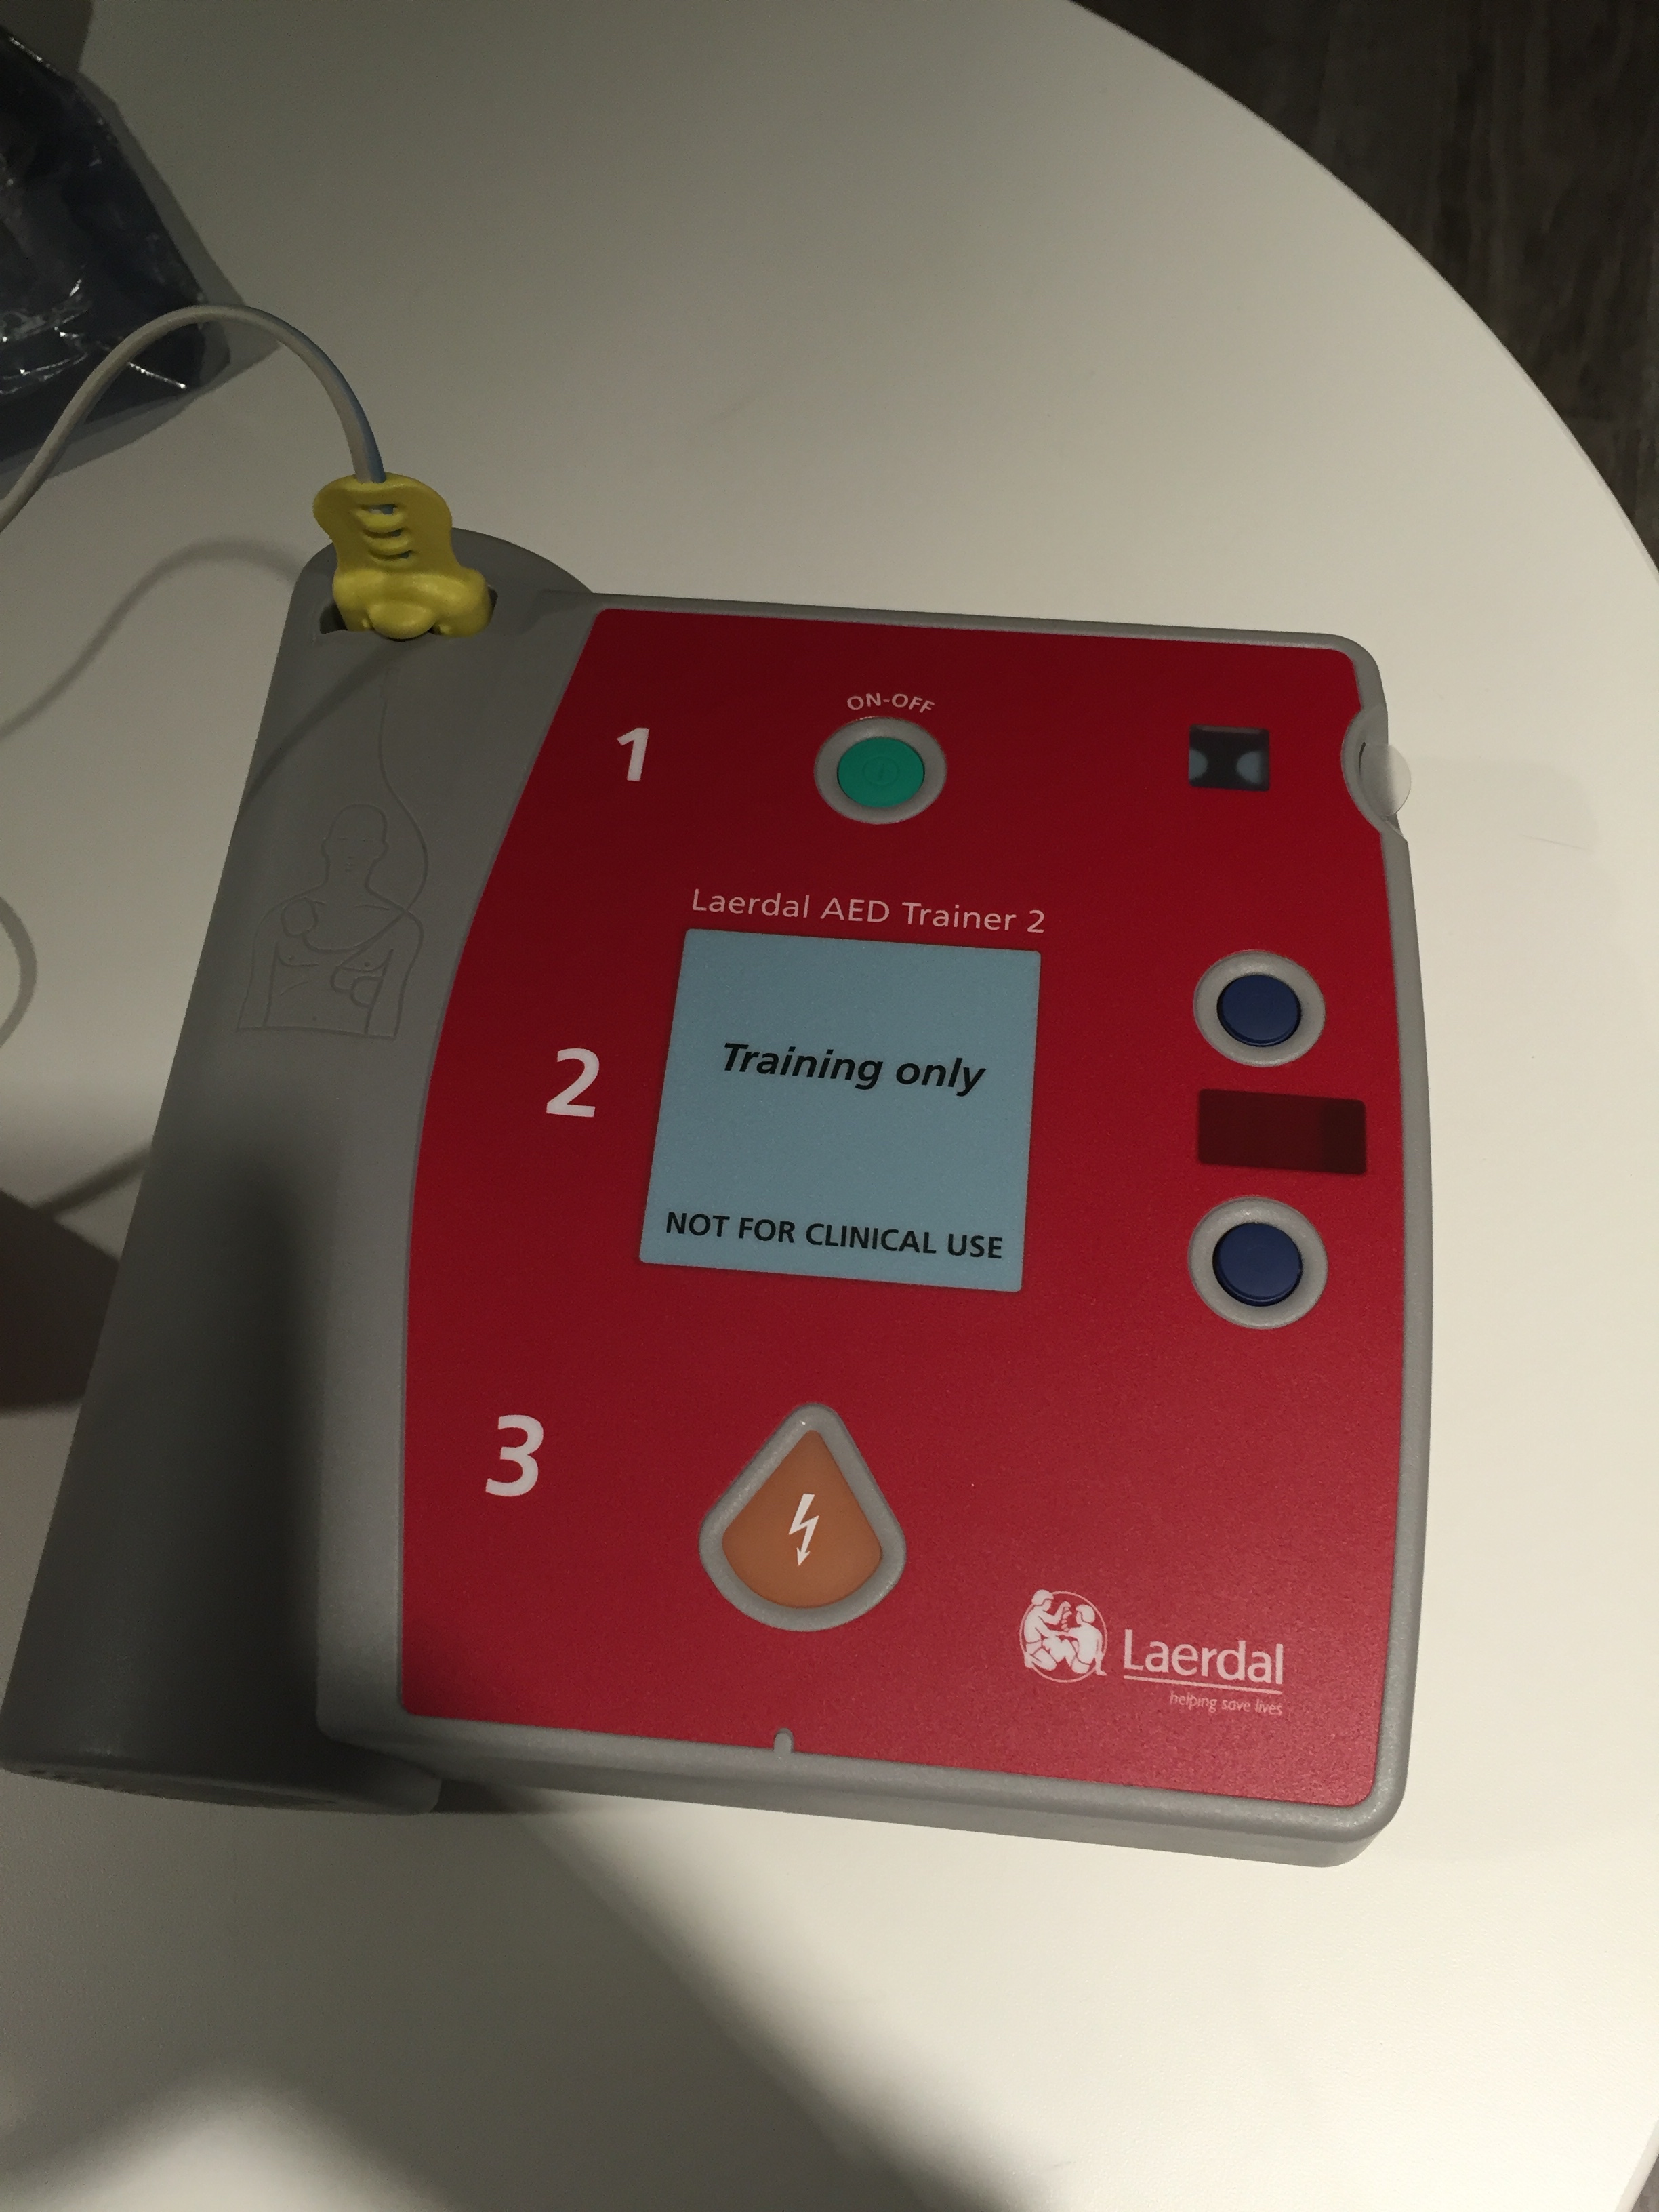 ON-OFF
1
Laerdal AED Trainer 2
Training only
2
NOT FOR CLINICAL USE
3
Laerdal
helping save lives